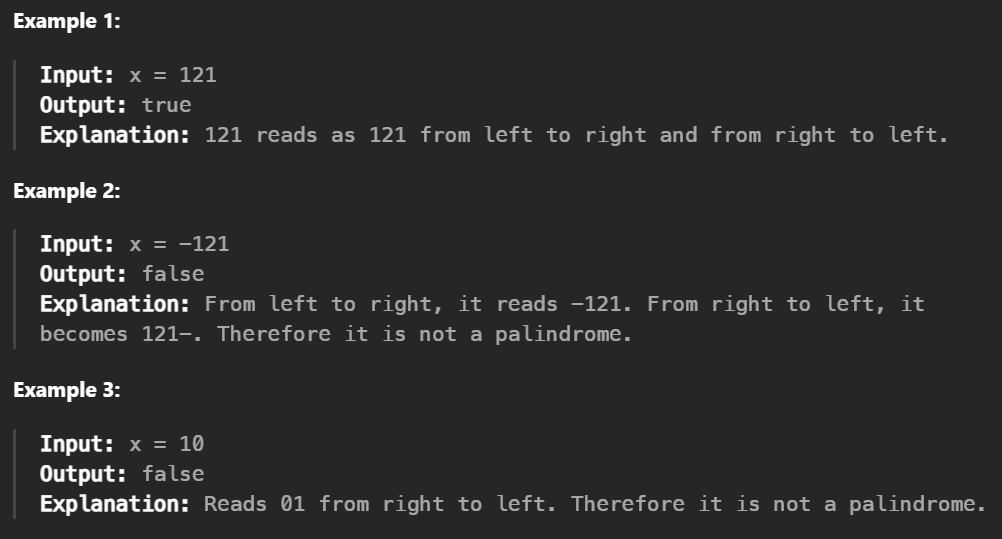 Example 1:
Input: x = 121
Output: true
Explanation: 121 reads as 121 from left to right and from right to left.
Example 2:
Input: x = -121
Output: false
Explanation: From left to right, it reads -121. From right to left, it
becomes 121-. Therefore it is not a palindrome.
Example 3:
Input: x = 10
Output: false
Explanation: Reads 01 from right to left. Therefore it is not a palindrome.